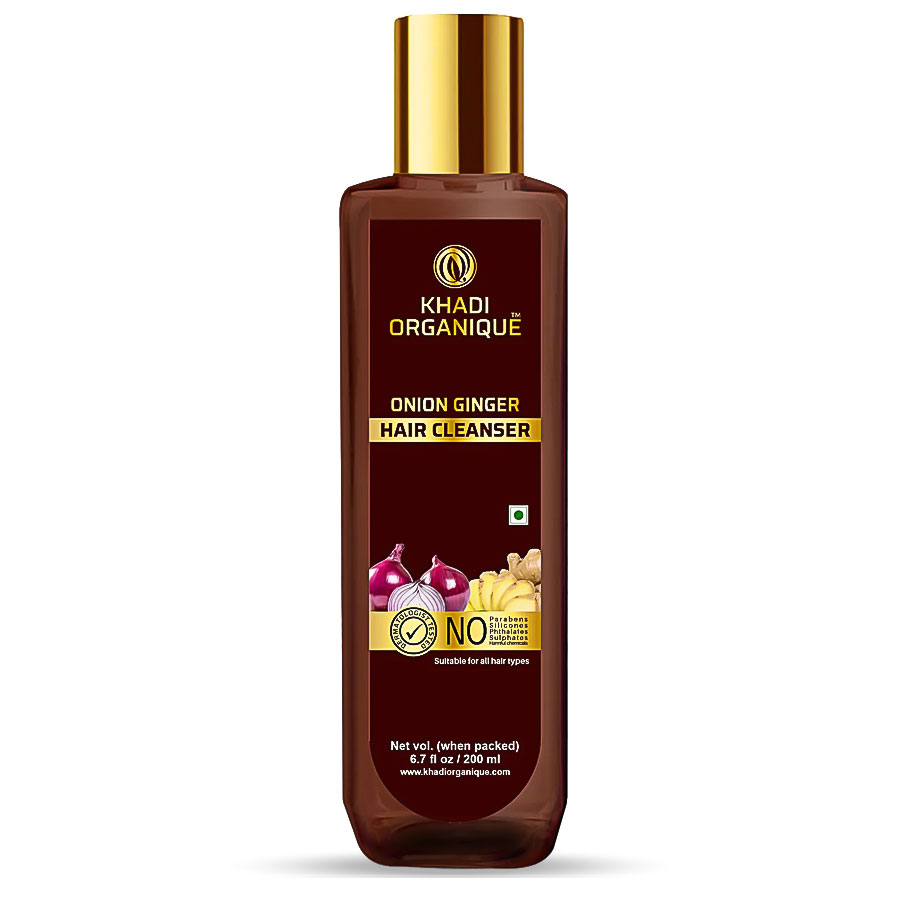 KHADI
ORGANIQUE™
ONION GINGER
HAIR CLEANSER
DERMATOLOGIST TESTED
NO
Parabens
Silicones
Phthalates
Sulphates
Harmful chemicals
Suitable for all hair types
Net vol. (when packed)
6.7 fl oz / 200 ml
www.khadiorganique.com